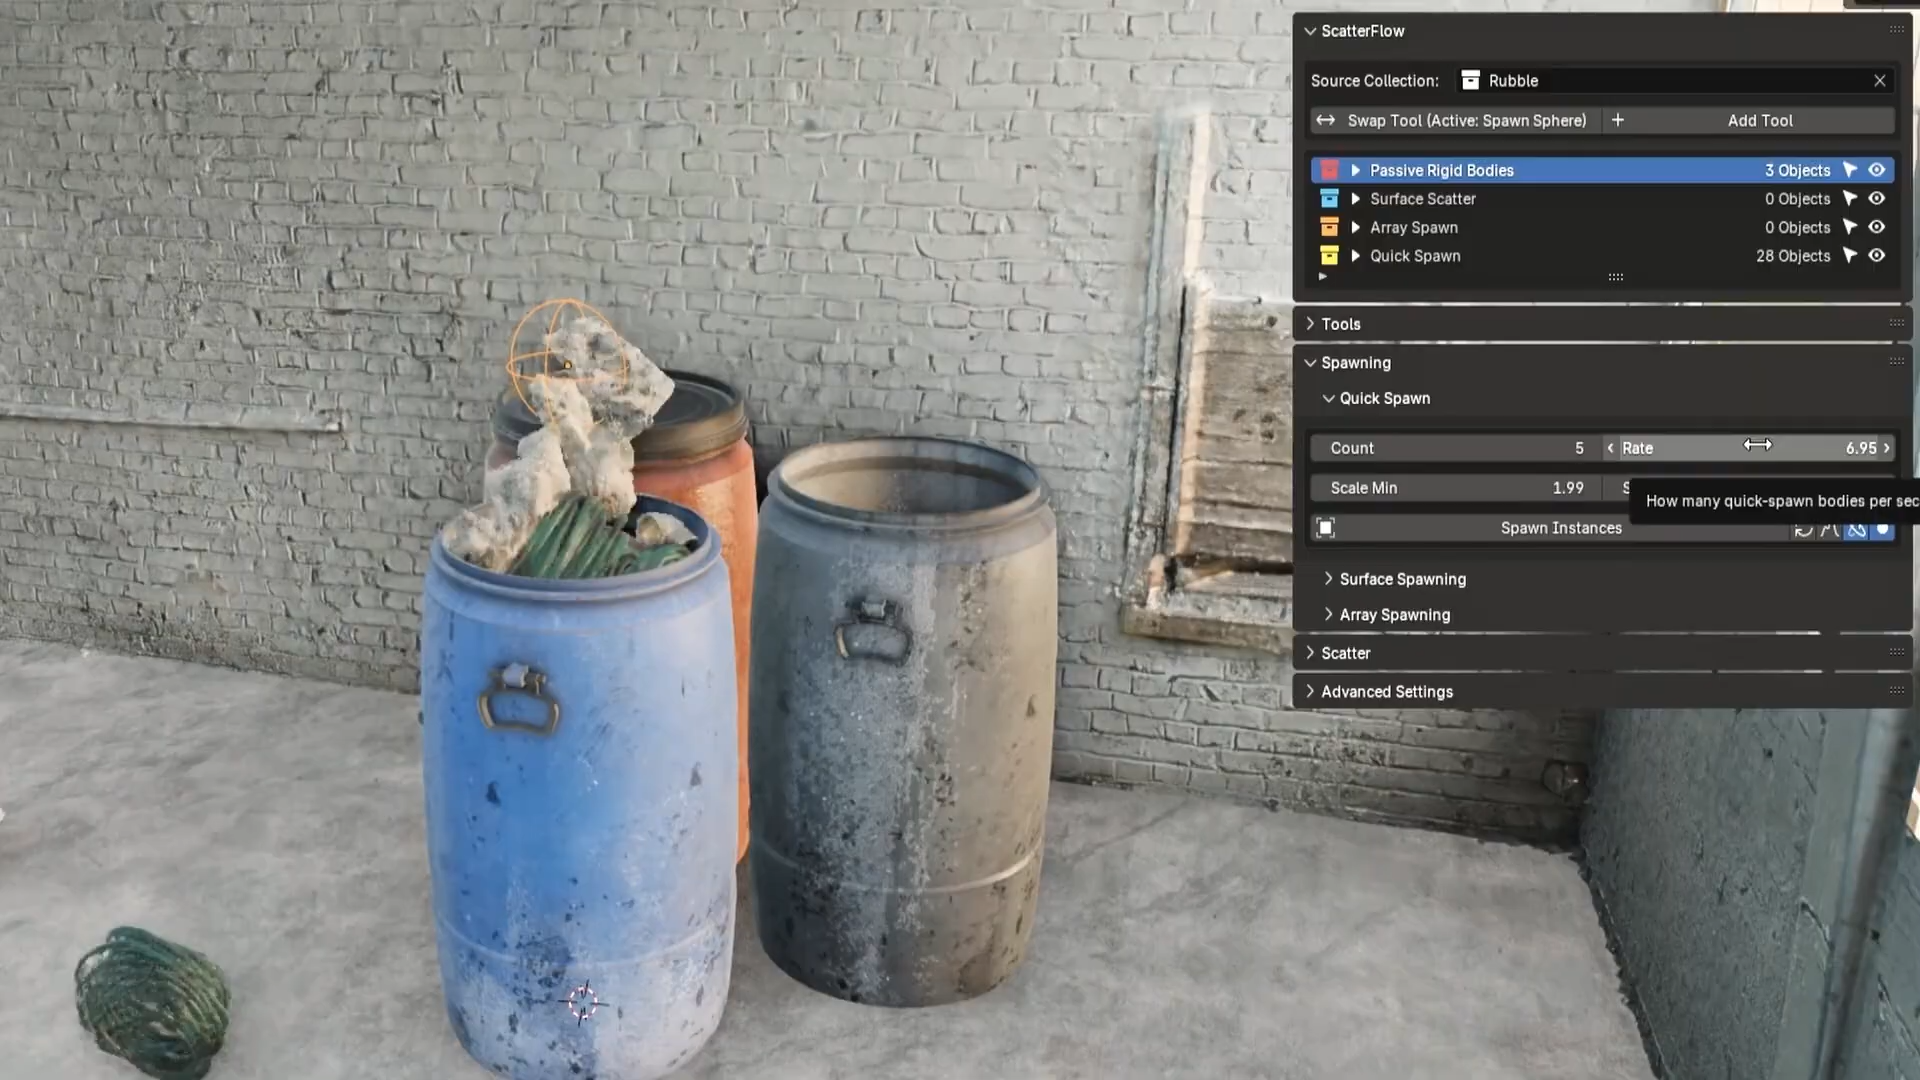 ScatterFlow
Source Collection: Rubble
Swap Tool (Active: Spawn Sphere) Add Tool
Passive Rigid Bodies 3 Objects
Surface Scatter 0 Objects
Array Spawn 0 Objects
Quick Spawn 28 Objects
Tools
Spawning
Quick Spawn
Count 5 Rate 6.95
Scale Min 1.99
How many quick-spawn bodies per sec
Spawn Instances
Surface Spawning
Array Spawning
Scatter
Advanced Settings